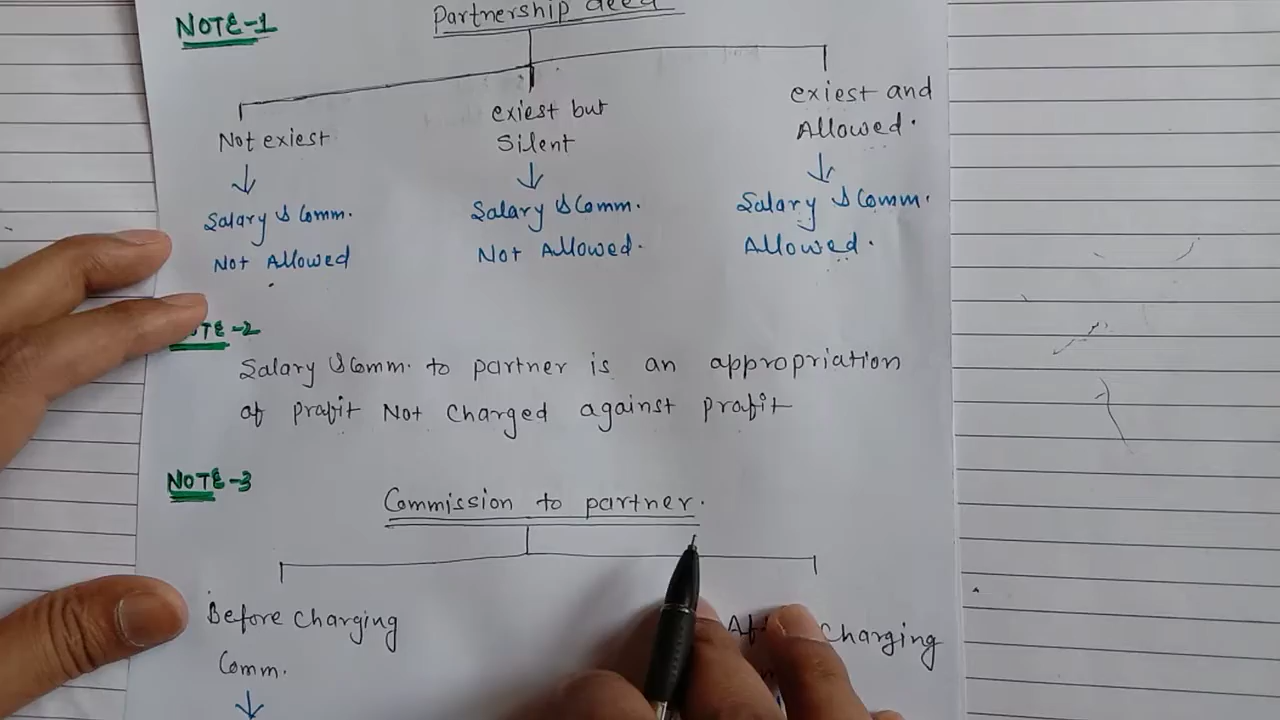 NOTE-1
Partnership deed
Not exiest
exiest but
Silent
exiest and
Allowed.
Salary & Comm.
Not Allowed
Salary & Comm.
Not Allowed.
Salary & Comm.
Allowed.
NOTE-2
Salary & Comm. to partner is an appropriation
of profit Not charged against profit
NOTE-3
Commission to partner.
Before charging
Comm.
charging